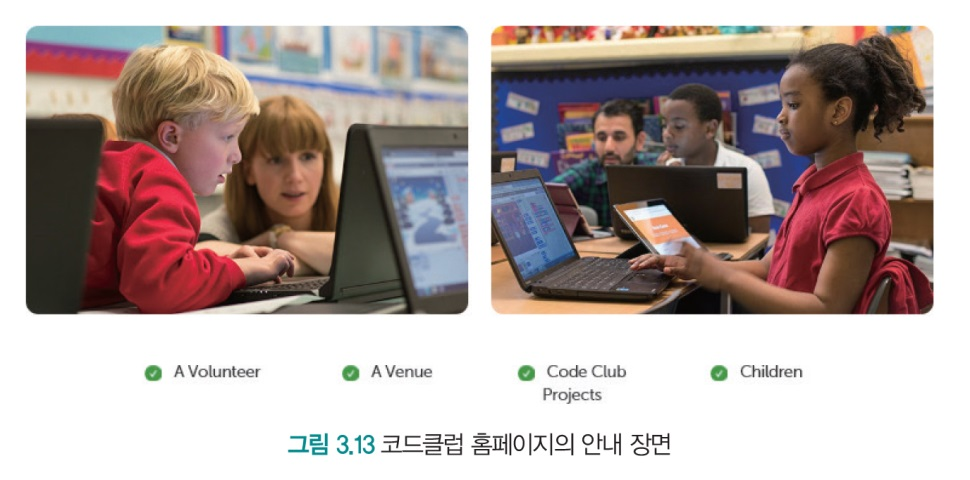 A Volunteer
A Venue
Code Club
Projects
Children
그림 3.13 코드클럽 홈페이지의 안내 장면